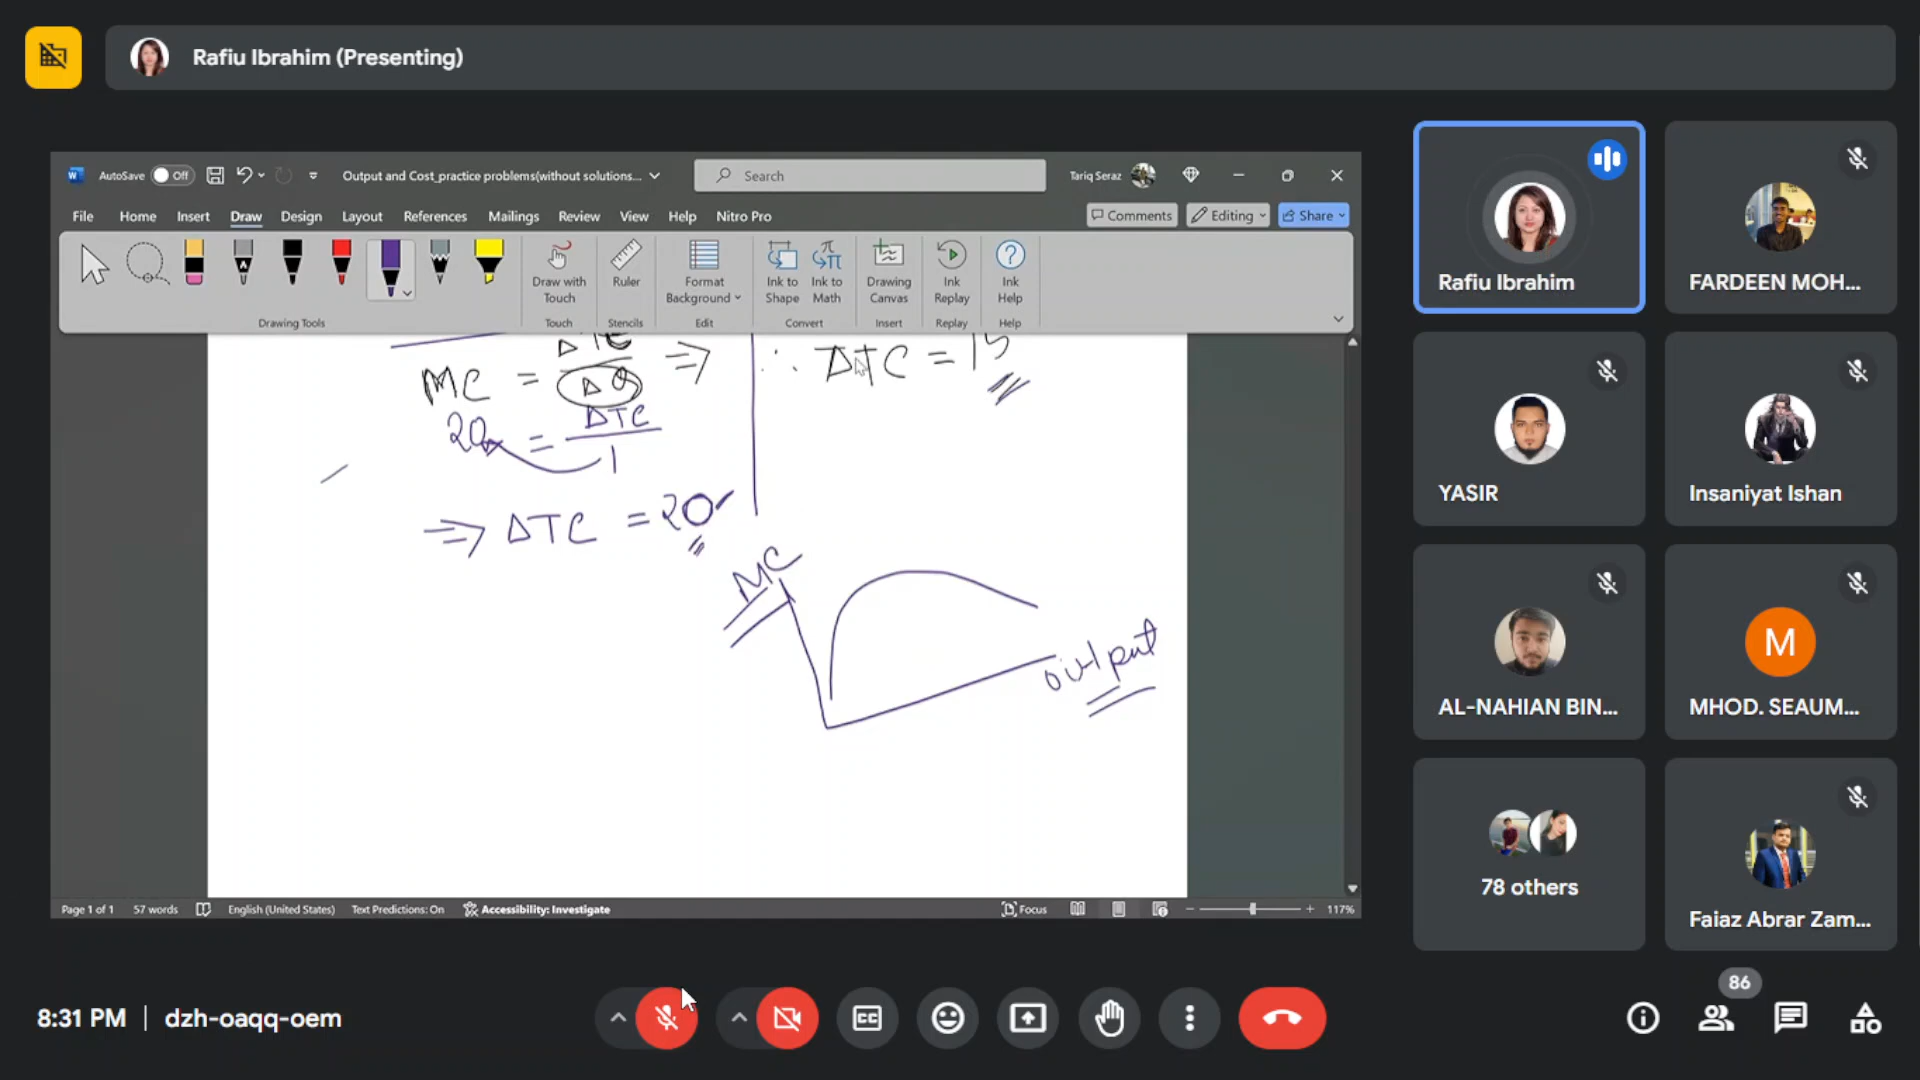 Rafiu Ibrahim (Presenting)
AutoSave Off
Output and Cost_practice problems(without solutions...
Search
Tariq Seraz
File Home Insert Draw Design Layout References Mailings Review View Help Nitro Pro
Comments Editing Share
Draw with Touch
Ruler
Format Background
Ink to Shape
Ink to Math
Drawing Canvas
Ink Replay
Ink Help
Drawing Tools Touch Stencils Edit Convert Insert Replay Help
MC = ΔTC / ΔQ ⇒
20 = ΔTC / 1
⇒ ΔTC = 20
∴ ΔTC = 15
MC
output
Page 1 of 1 57 words English (United States) Text Predictions: On Accessibility: Investigate Focus 117%
Rafiu Ibrahim
FARDEEN MOH...
YASIR
Insaniyat Ishan
AL-NAHIAN BIN...
M
MHOD. SEAUM...
78 others
Faiaz Abrar Zam...
8:31 PM | dzh-oaqq-oem
CC
86